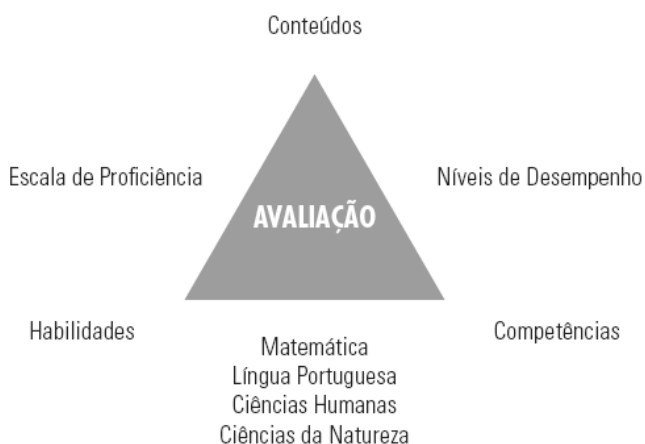 Conteúdos
Escala de Proficiência
Níveis de Desempenho
AVALIAÇÃO
Habilidades
Competências
Matemática
Língua Portuguesa
Ciências Humanas
Ciências da Natureza